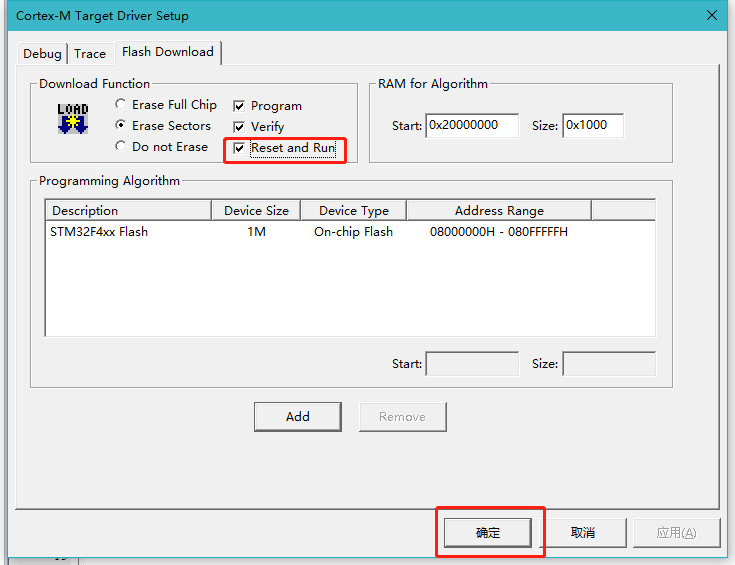 Cortex-M Target Driver Setup
Debug Trace Flash Download
Download Function
LOAD
Erase Full Chip
Erase Sectors
Do not Erase
Program
Verify
Reset and Run
RAM for Algorithm
Start: 0x20000000 Size: 0x1000
Programming Algorithm
Description Device Size Device Type Address Range
STM32F4xx Flash 1M On-chip Flash 08000000H - 080FFFFFH
Start: Size:
Add Remove
确定 取消 应用(A)